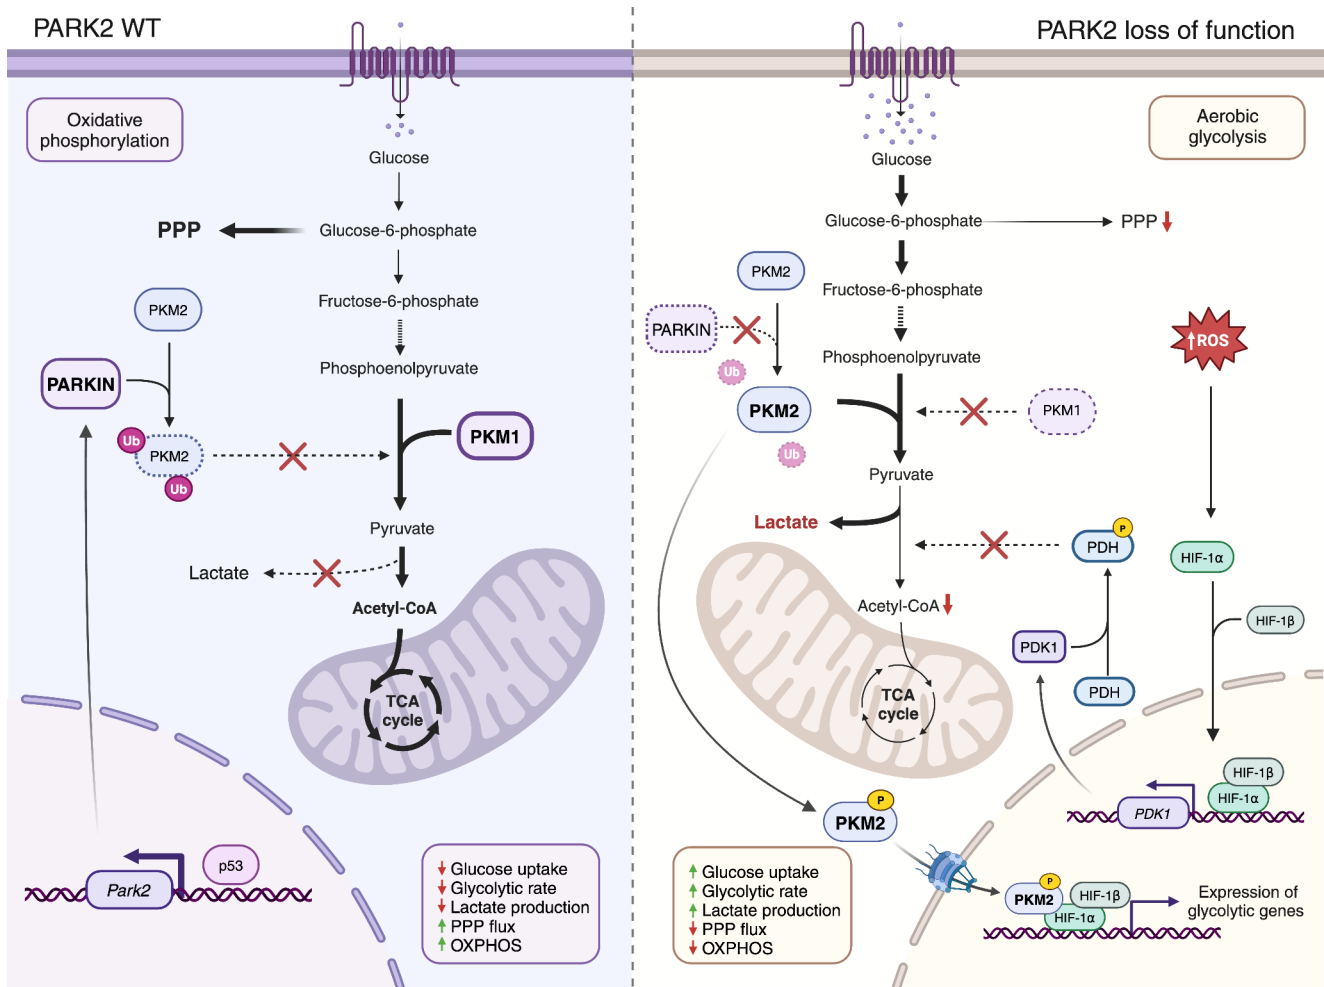 PARK2 WT
Oxidative
phosphorylation
Glucose
PPP
Glucose-6-phosphate
Fructose-6-phosphate
PKM2
Phosphoenolpyruvate
PARKIN
Ub
PKM2
Ub
PKM1
Pyruvate
Lactate
Acetyl-CoA
TCA
cycle
p53
Park2
Glucose uptake
Glycolytic rate
Lactate production
PPP flux
OXPHOS
PARK2 loss of function
Aerobic
glycolysis
Glucose
Glucose-6-phosphate
PPP
PKM2
Fructose-6-phosphate
PARKIN
ROS
Phosphoenolpyruvate
Ub
PKM2
PKM1
Ub
Pyruvate
Lactate
P
PDH
HIF-1α
Acetyl-CoA
HIF-1β
PDK1
PDH
TCA
cycle
HIF-1β
HIF-1α
PDK1
P
PKM2
Glucose uptake
Glycolytic rate
Lactate production
PPP flux
OXPHOS
P
PKM2
HIF-1β
HIF-1α
Expression of
glycolytic genes